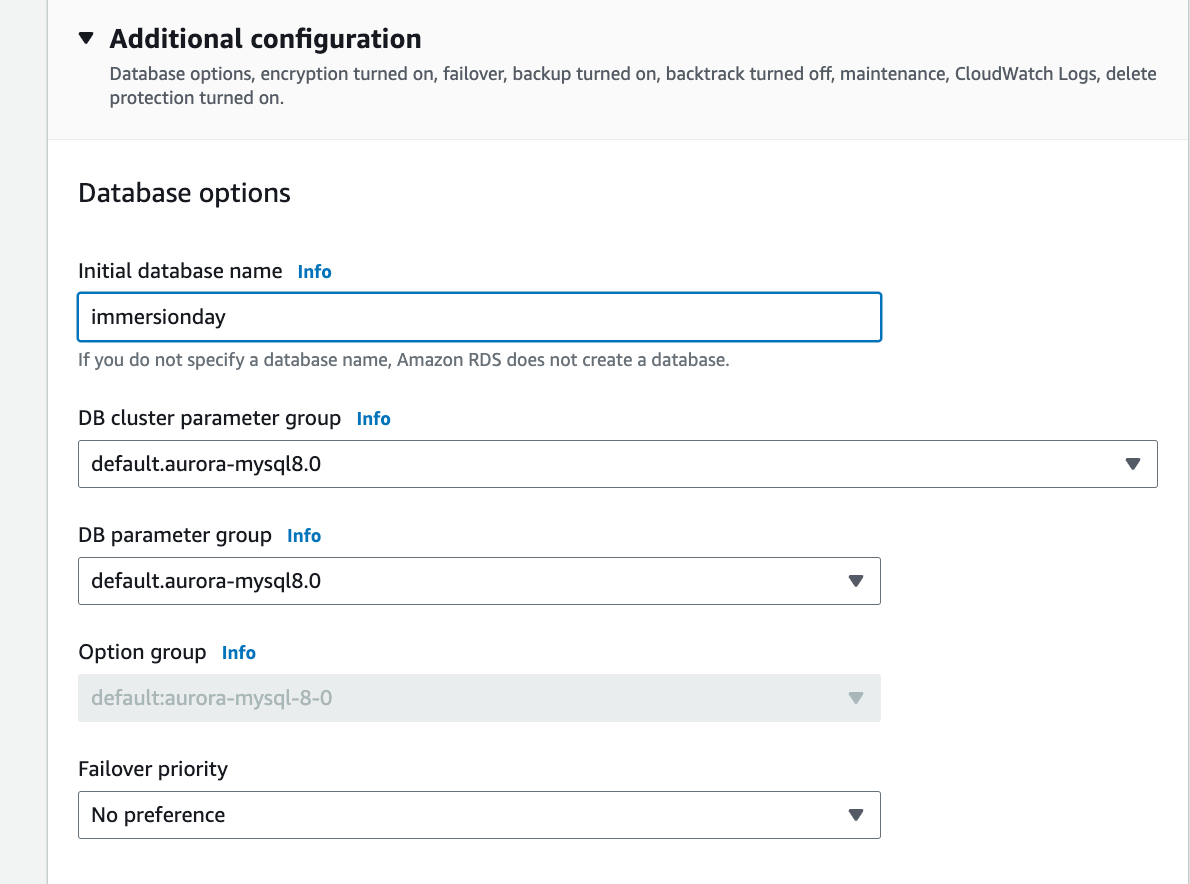 Additional configuration
Database options, encryption turned on, failover, backup turned on, backtrack turned off, maintenance, CloudWatch Logs, delete
protection turned on.
Database options
Initial database name Info
immersionday
If you do not specify a database name, Amazon RDS does not create a database.
DB cluster parameter group Info
default.aurora-mysql8.0
DB parameter group Info
default.aurora-mysql8.0
Option group Info
default:aurora-mysql-8-0
Failover priority
No preference